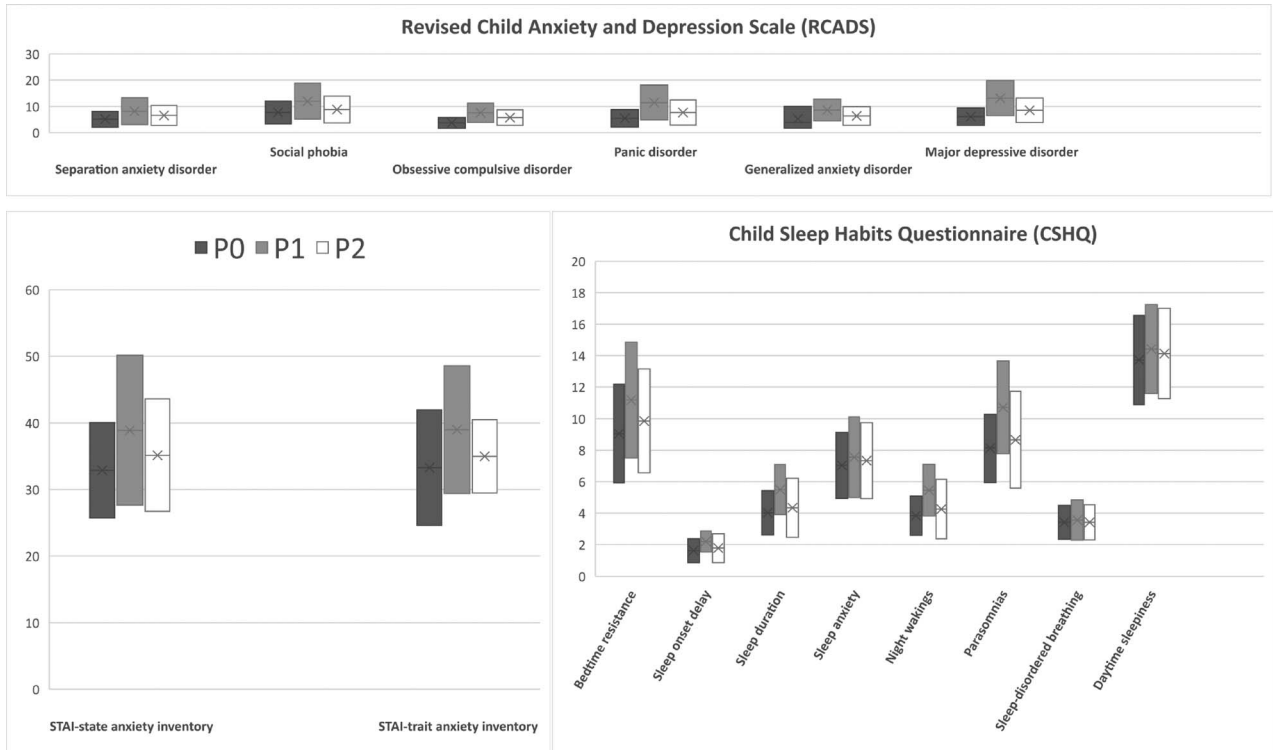 Revised Child Anxiety and Depression Scale (RCADS)
30
20
10
0
Social phobia
Panic disorder
Major depressive disorder
Separation anxiety disorder
Obsessive compulsive disorder
Generalized anxiety disorder
P0 P1 P2
60
50
40
30
20
10
0
STAI-state anxiety inventory
STAI-trait anxiety inventory
Child Sleep Habits Questionnaire (CSHQ)
20
18
16
14
12
10
8
6
4
2
0
Bedtime resistance
Sleep onset delay
Sleep duration
Sleep anxiety
Night wakings
Parasomnias
Sleep-disordered breathing
Daytime sleepiness